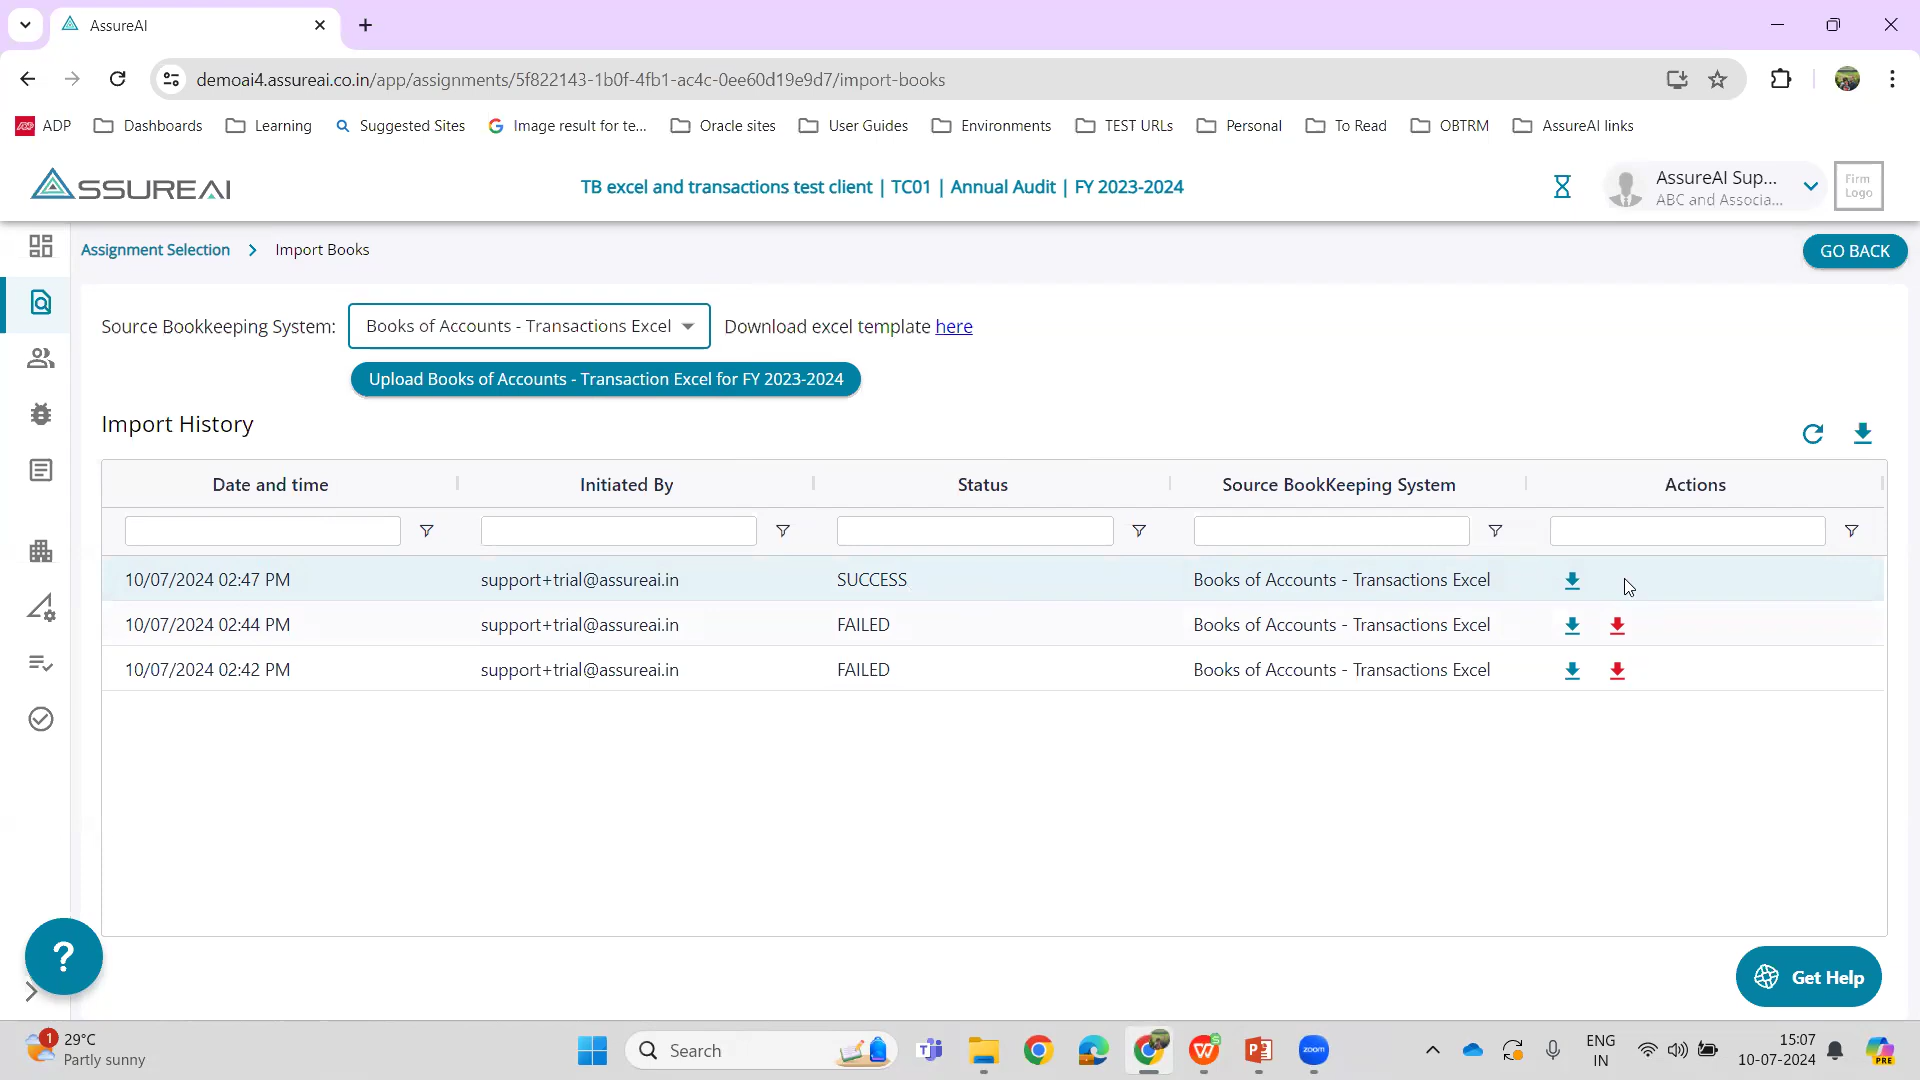 AssureAI
demoai4.assureai.co.in/app/assignments/5f822143-1b0f-4fb1-ac4c-0ee60d19e9d7/import-books
ADP Dashboards Learning Suggested Sites Image result for te... Oracle sites User Guides Environments TEST URLs Personal To Read OBTRM AssureAI links
ASSUREAI
TB excel and transactions test client | TC01 | Annual Audit | FY 2023-2024
AssureAI Sup...
ABC and Associa...
Firm
Logo
Assignment Selection > Import Books
GO BACK
Source Bookkeeping System: Books of Accounts - Transactions Excel Download excel template here
Upload Books of Accounts - Transaction Excel for FY 2023-2024
Import History
Date and time Initiated By Status Source BookKeeping System Actions
10/07/2024 02:47 PM support+trial@assureai.in SUCCESS Books of Accounts - Transactions Excel
10/07/2024 02:44 PM support+trial@assureai.in FAILED Books of Accounts - Transactions Excel
10/07/2024 02:42 PM support+trial@assureai.in FAILED Books of Accounts - Transactions Excel
?
Get Help
1
29°C
Partly sunny
Search
zoom
ENG
IN
15:07
10-07-2024
PRE